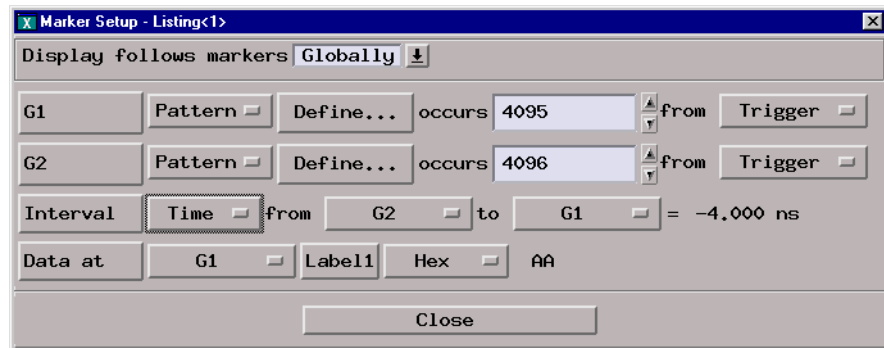 X Marker Setup - Listing<1>
Display follows markers Globally
G1 Pattern Define... occurs 4095 from Trigger
G2 Pattern Define... occurs 4096 from Trigger
Interval Time from G2 to G1 = -4.000 ns
Data at G1 Label1 Hex AA
Close